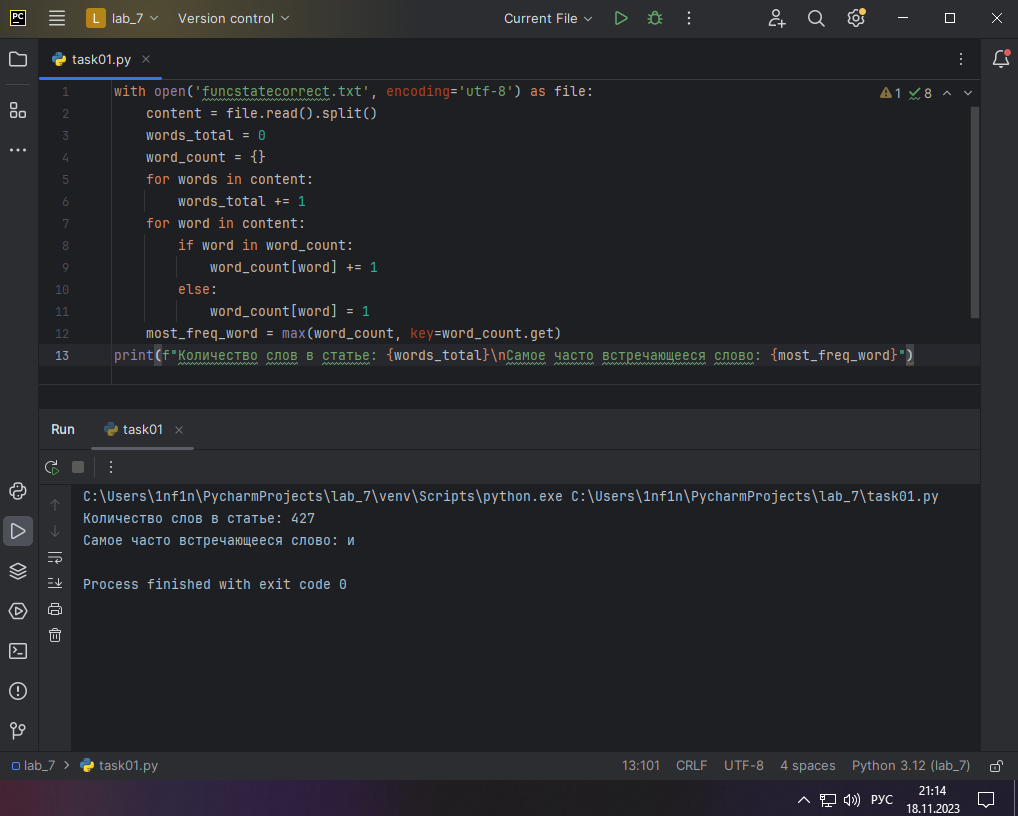 PC L lab_7 Version control Current File
task01.py
1 with open('funcstatecorrect.txt', encoding='utf-8') as file: 1 8
2 content = file.read().split()
3 words_total = 0
4 word_count = {}
5 for words in content:
6 words_total += 1
7 for word in content:
8 if word in word_count:
9 word_count[word] += 1
10 else:
11 word_count[word] = 1
12 most_freq_word = max(word_count, key=word_count.get)
13 print(f"Количество слов в статье: {words_total}\nСамое часто встречающееся слово: {most_freq_word}")
Run task01
C:\Users\1nf1n\PycharmProjects\lab_7\venv\Scripts\python.exe C:\Users\1nf1n\PycharmProjects\lab_7\task01.py
Количество слов в статье: 427
Самое часто встречающееся слово: и
Process finished with exit code 0
lab_7 task01.py 13:101 CRLF UTF-8 4 spaces Python 3.12 (lab_7)
РУС 21:14
18.11.2023